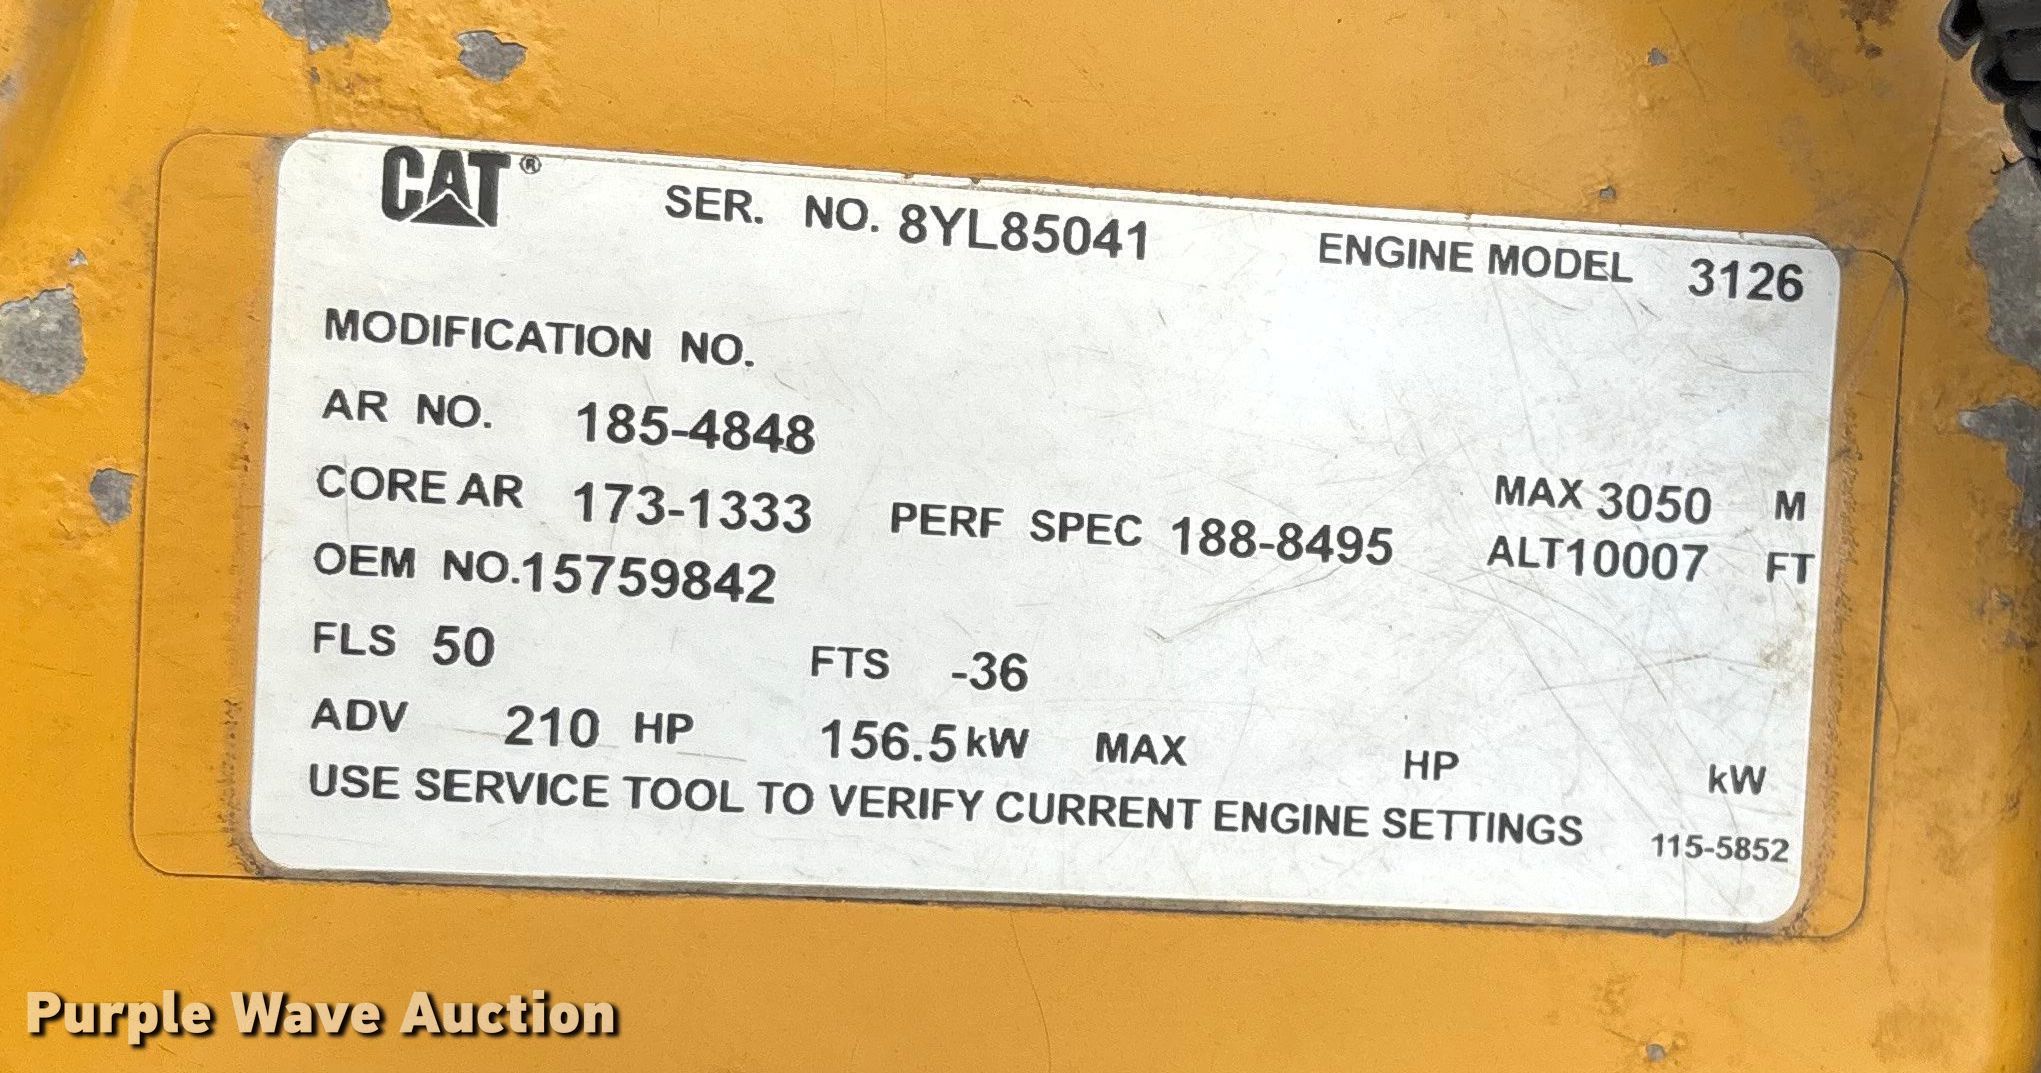 CAT® SER. NO. 8YL85041 ENGINE MODEL 3126
MODIFICATION NO.
AR NO. 185-4848
CORE AR 173-1333 PERF SPEC 188-8495 MAX 3050 M
OEM NO. 15759842 ALT 10007 FT
FLS 50 FTS -36
ADV 210 HP 156.5 kW MAX HP kW
USE SERVICE TOOL TO VERIFY CURRENT ENGINE SETTINGS 115-5852
Purple Wave Auction